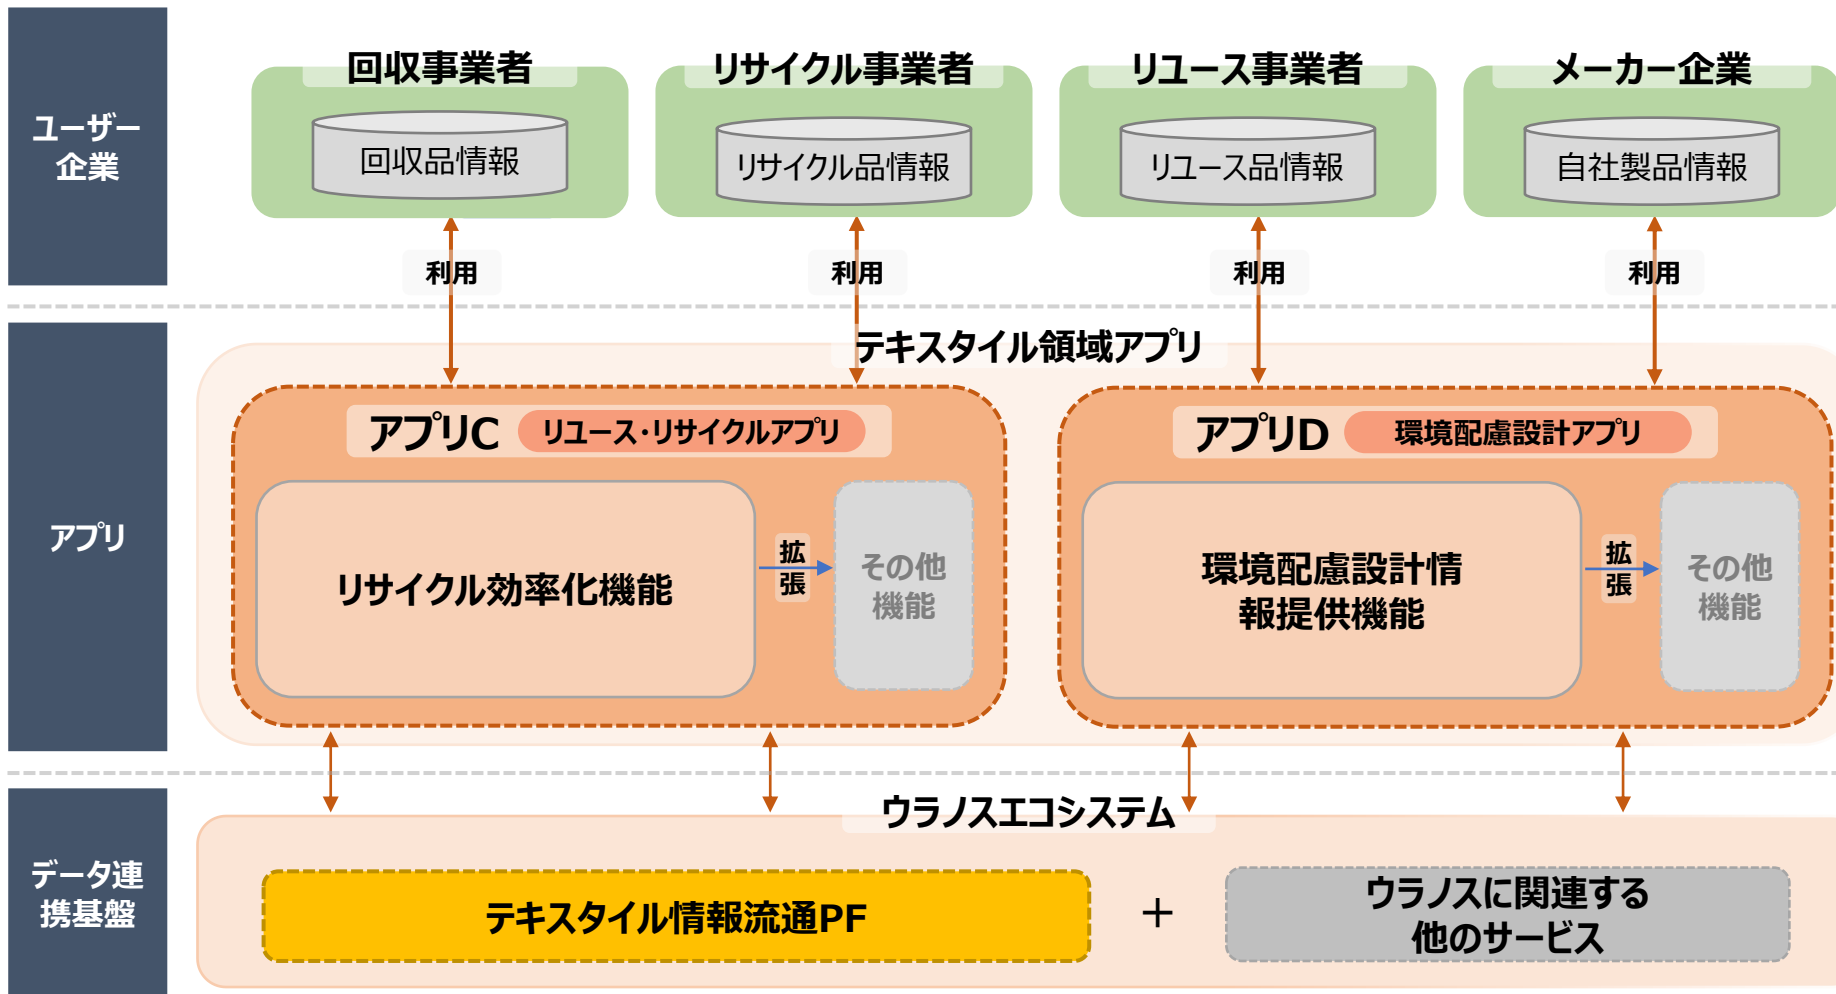 ユーザー
企業
回収事業者
リサイクル事業者
リユース事業者
メーカー企業
回収品情報
リサイクル品情報
リユース品情報
自社製品情報
利用
利用
利用
利用
アプリ
テキスタイル領域アプリ
アプリC
リユース・リサイクルアプリ
リサイクル効率化機能
拡
張
その他
機能
アプリD
環境配慮設計アプリ
環境配慮設計情
報提供機能
拡
張
その他
機能
データ連
携基盤
ウラノスエコシステム
テキスタイル情報流通PF
＋
ウラノスに関連する
他のサービス